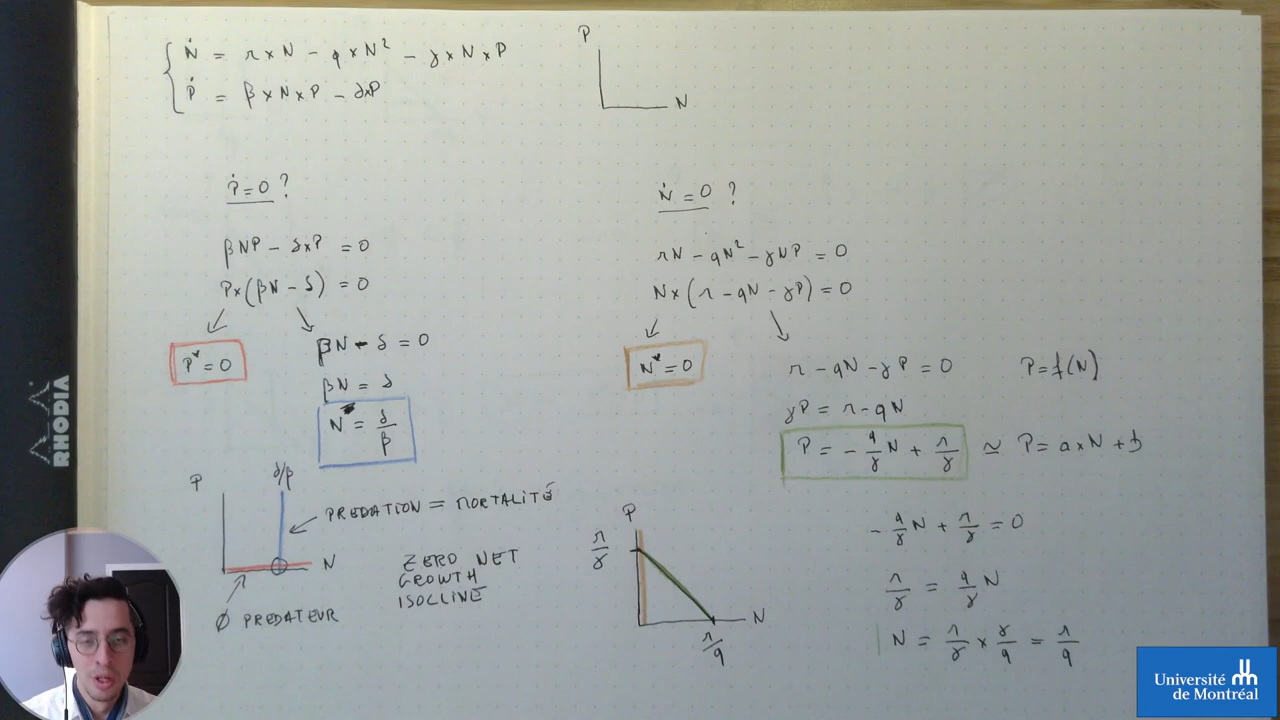 Ṅ = r × N − q × N² − γ × N × P
Ṗ = β × N × P − δ × P
P
N
Ṗ = 0 ?
βNP − δ×P = 0
P×(βN − δ) = 0
P* = 0
βN − δ = 0
βN = δ
N* = δ/β
P
δ/β
N
PREDATION = MORTALITÉ
∅ PREDATEUR
ZERO NET
GROWTH
ISOCLINE
Ṅ = 0 ?
rN − qN² − γNP = 0
N×(r − qN − γP) = 0
N* = 0
r − qN − γP = 0
P = f(N)
γP = r − qN
P = − q/γ N + r/γ ≃ P = a×N + b
P
r/γ
N
r/q
− q/γ N + r/γ = 0
r/γ = q/γ N
N = r/γ × γ/q = r/q
RHODIA
Université
de Montréal